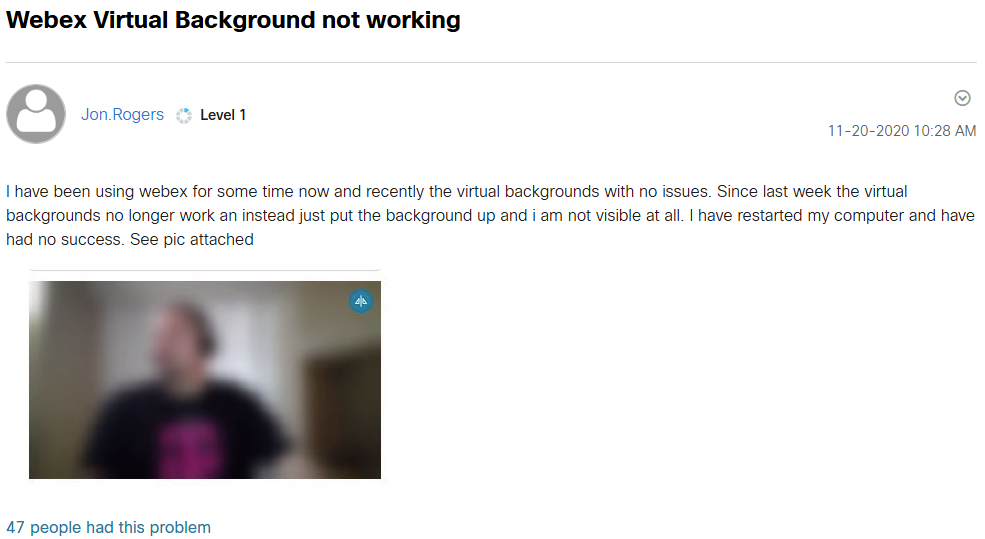 Webex Virtual Background not working
Jon.Rogers Level 1
11-20-2020 10:28 AM
I have been using webex for some time now and recently the virtual backgrounds with no issues. Since last week the virtual
backgrounds no longer work an instead just put the background up and i am not visible at all. I have restarted my computer and have
had no success. See pic attached
47 people had this problem